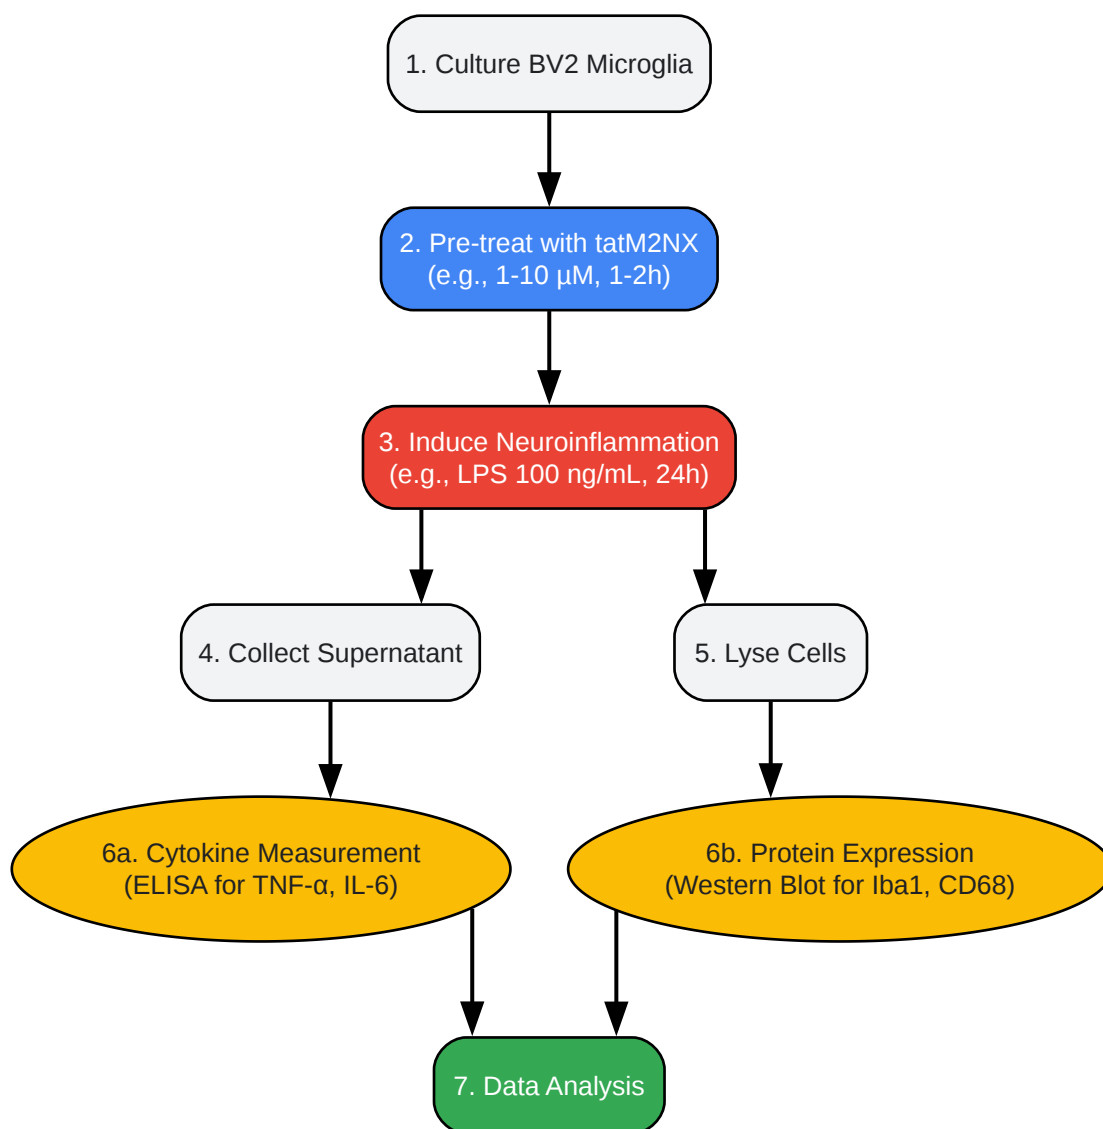 1. Culture BV2 Microglia
2. Pre-treat with tatM2NX
(e.g., 1-10 µM, 1-2h)
3. Induce Neuroinflammation
(e.g., LPS 100 ng/mL, 24h)
4. Collect Supernatant
5. Lyse Cells
6a. Cytokine Measurement
(ELISA for TNF-α, IL-6)
6b. Protein Expression
(Western Blot for Iba1, CD68)
7. Data Analysis